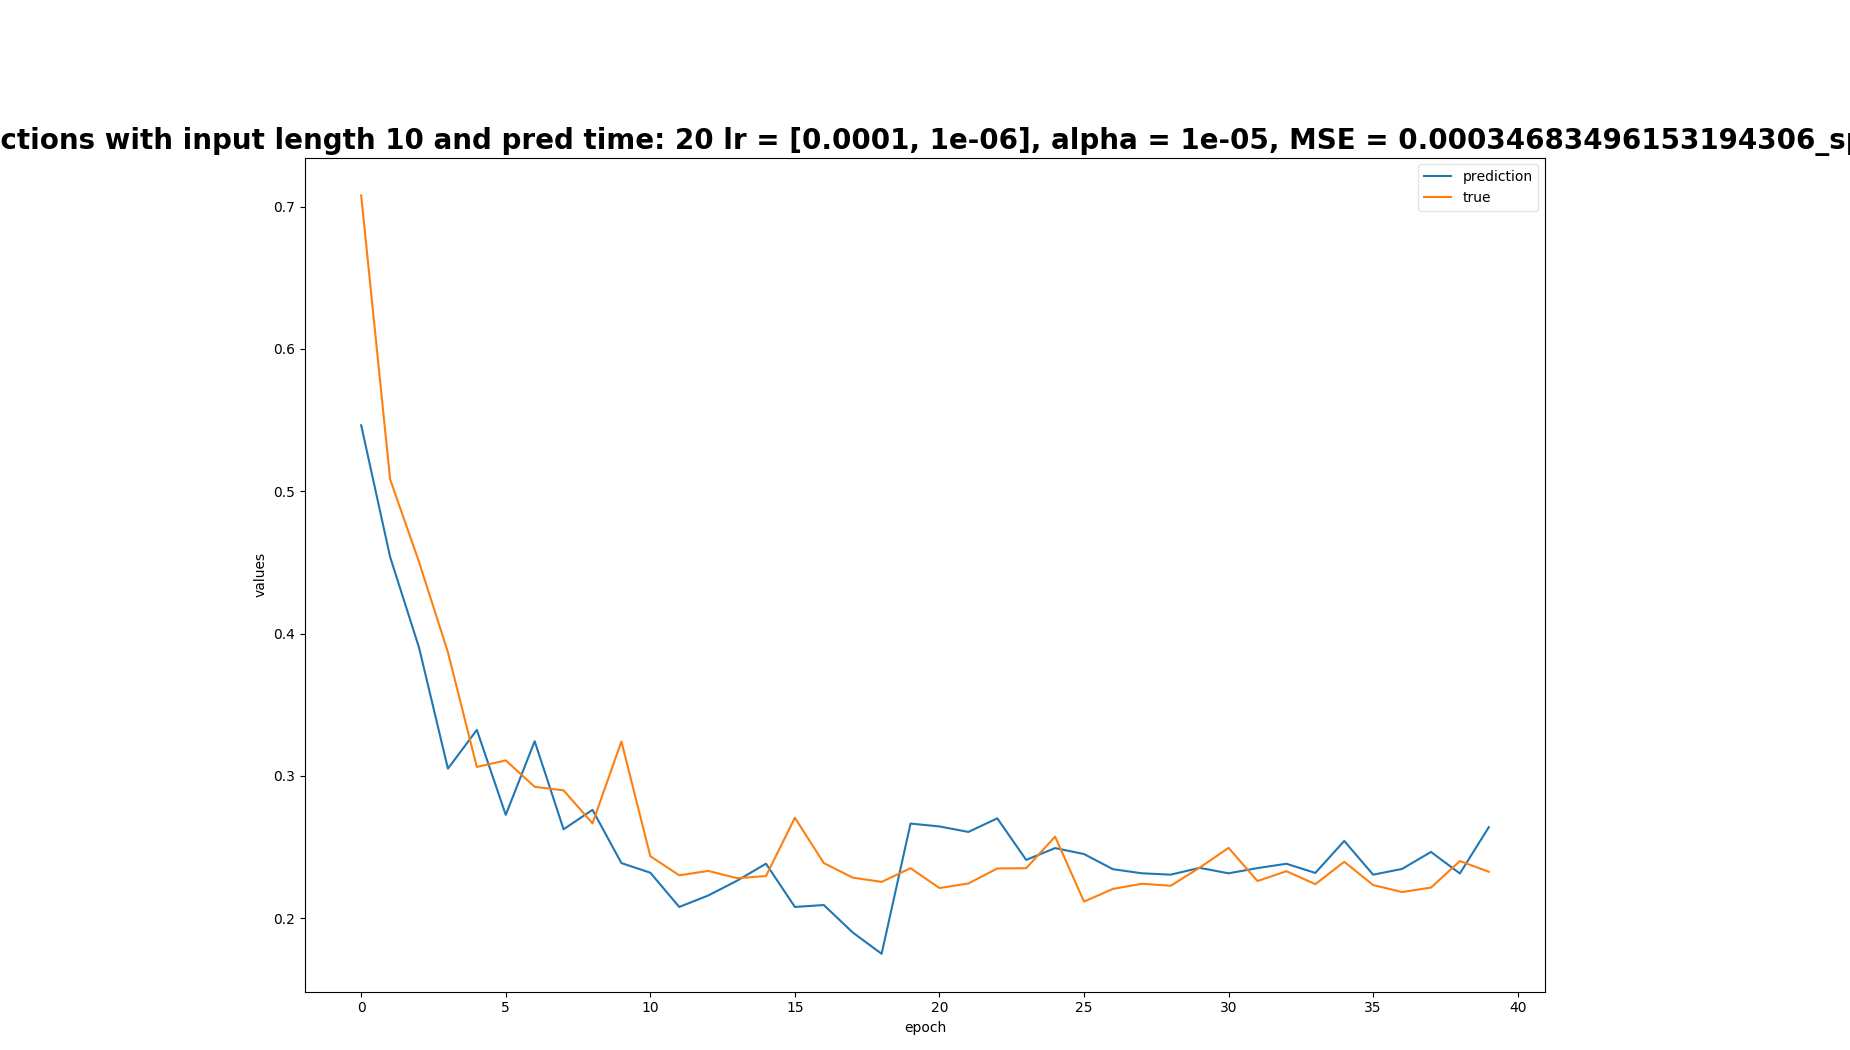 ctions with input length 10 and pred time: 20 lr = [0.0001, 1e-06], alpha = 1e-05, MSE = 0.00034683496153194306_sp
prediction
true
0.7
0.6
0.5
0.4
0.3
0.2
values
0 5 10 15 20 25 30 35 40
epoch